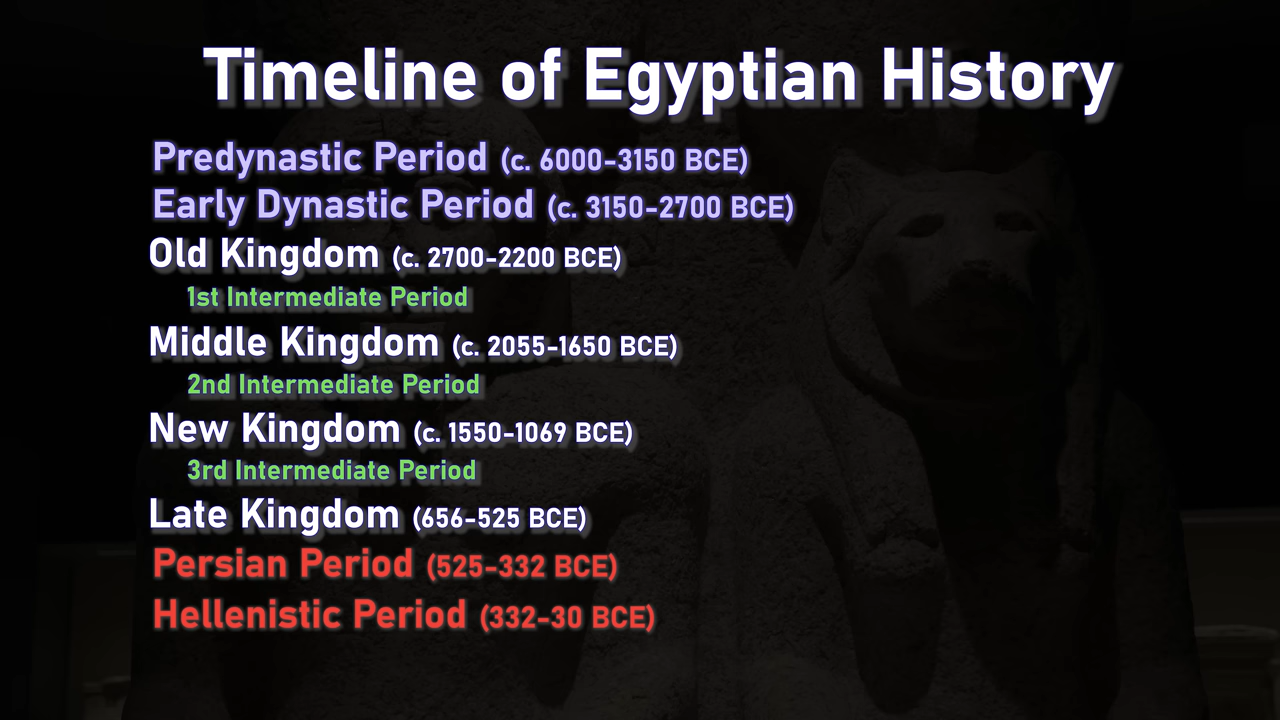 Timeline of Egyptian History
Predynastic Period (c. 6000-3150 BCE)
Early Dynastic Period (c. 3150-2700 BCE)
Old Kingdom (c. 2700-2200 BCE)
1st Intermediate Period
Middle Kingdom (c. 2055-1650 BCE)
2nd Intermediate Period
New Kingdom (c. 1550-1069 BCE)
3rd Intermediate Period
Late Kingdom (656-525 BCE)
Persian Period (525-332 BCE)
Hellenistic Period (332-30 BCE)